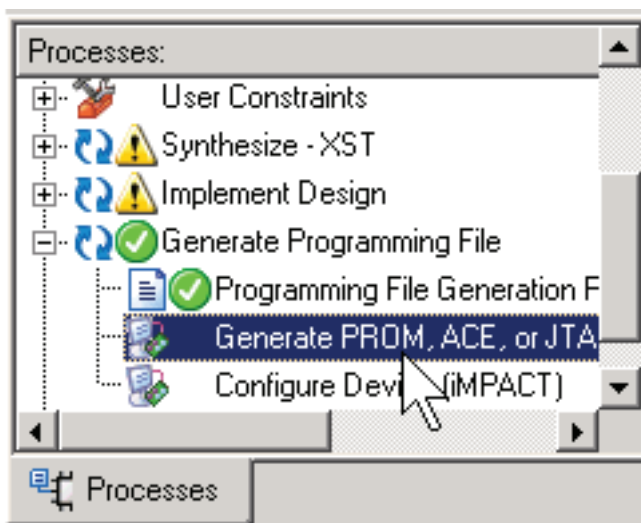 Processes:
User Constraints
Synthesize - XST
Implement Design
Generate Programming File
Programming File Generation F
Generate PROM, ACE, or JTA
Configure Devi (iMPACT)
Processes